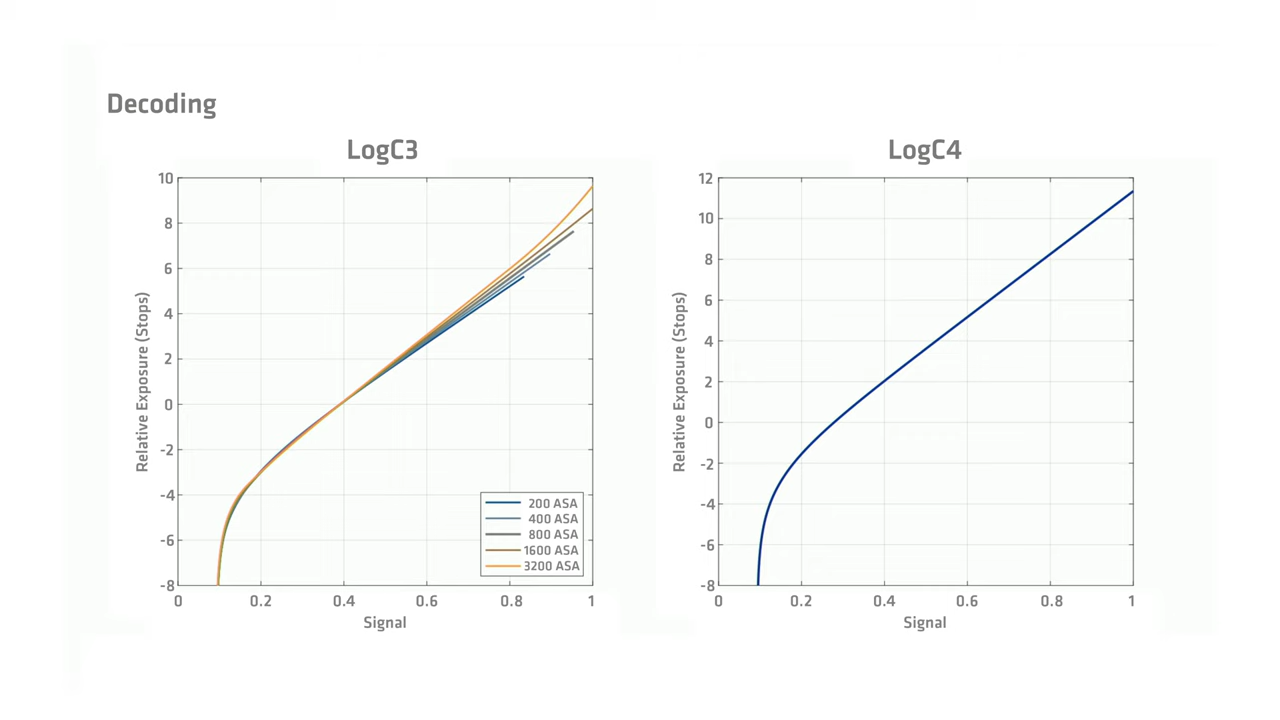 Decoding
LogC3
10
8
6
4
2
0
-2
-4
-6
-8
0 0.2 0.4 0.6 0.8 1
Relative Exposure (Stops)
Signal
200 ASA
400 ASA
800 ASA
1600 ASA
3200 ASA
LogC4
12
10
8
6
4
2
0
-2
-4
-6
-8
0 0.2 0.4 0.6 0.8 1
Relative Exposure (Stops)
Signal